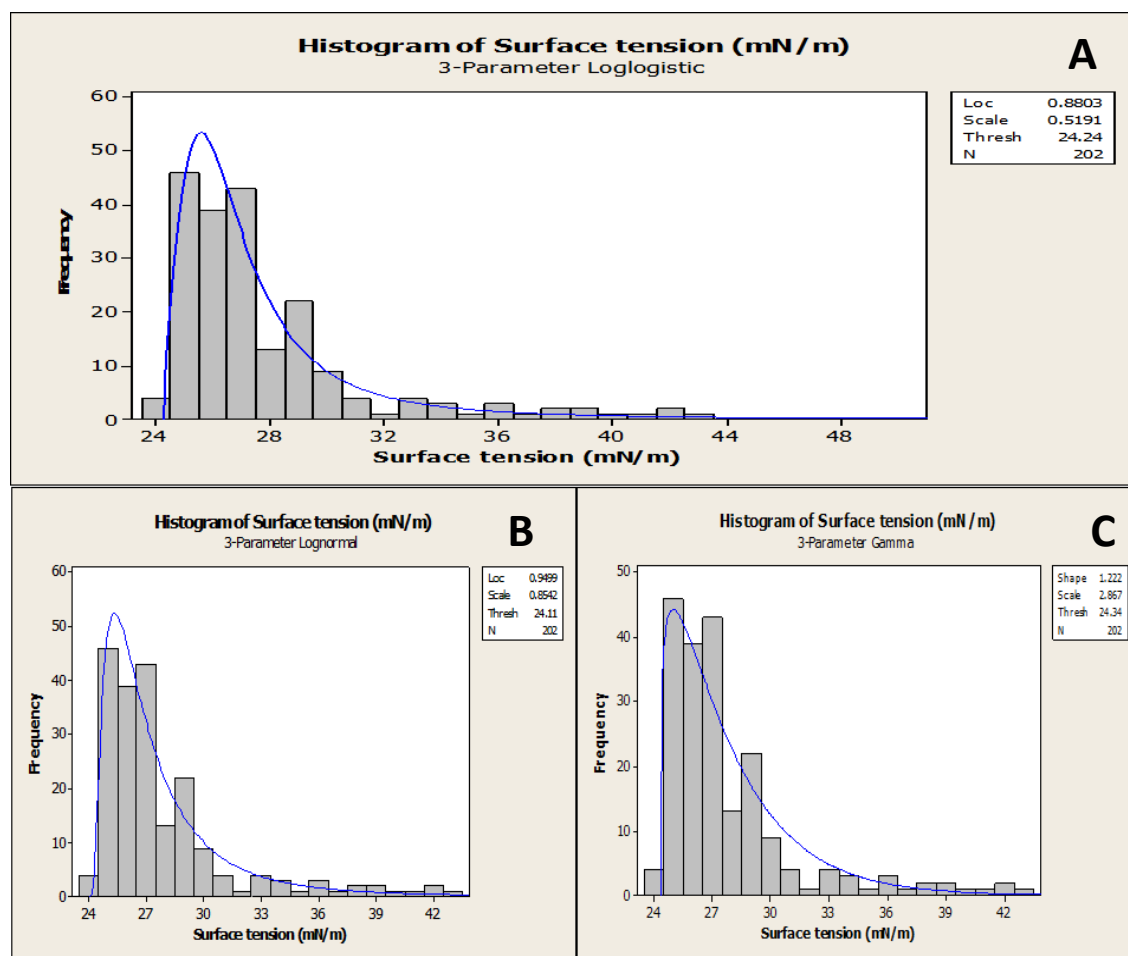 Histogram of Surface tension (mN/m)
3-Parameter Loglogistic
A
60
50
40
30
20
10
0
Frequency
24 28 32 36 40 44 48
Surface tension (mN/m)
Loc 0.8803
Scale 0.5191
Thresh 24.24
N 202
Histogram of Surface tension (mN/m)
3-Parameter Lognormal
B
60
50
40
30
20
10
0
Frequency
24 27 30 33 36 39 42
Surface tension (mN/m)
Loc 0.9499
Scale 0.8542
Thresh 24.11
N 202
Histogram of Surface tension (mN/m)
3-Parameter Gamma
C
50
40
30
20
10
0
Frequency
24 27 30 33 36 39 42
Surface tension (mN/m)
Shape 1.222
Scale 2.867
Thresh 24.34
N 202